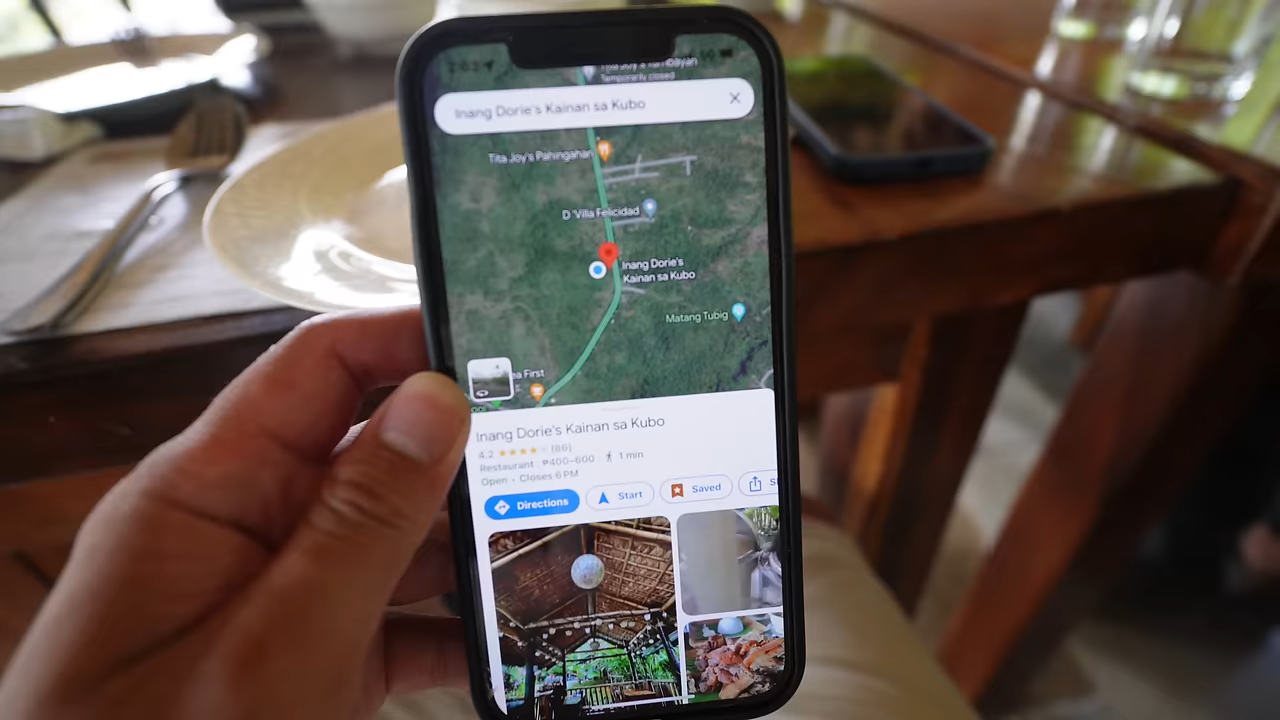 Temporarily closed
Inang Dorie's Kainan sa Kubo
Tita Joy's Pahingahan
D 'Villa Felicidad
Inang Dorie's
Kainan sa Kubo
Matang Tubig
ea First
Inang Dorie's Kainan sa Kubo
4.2 (86)
Restaurant · ₱400–600 · 1 min
Open · Closes 6 PM
Directions
Start
Saved